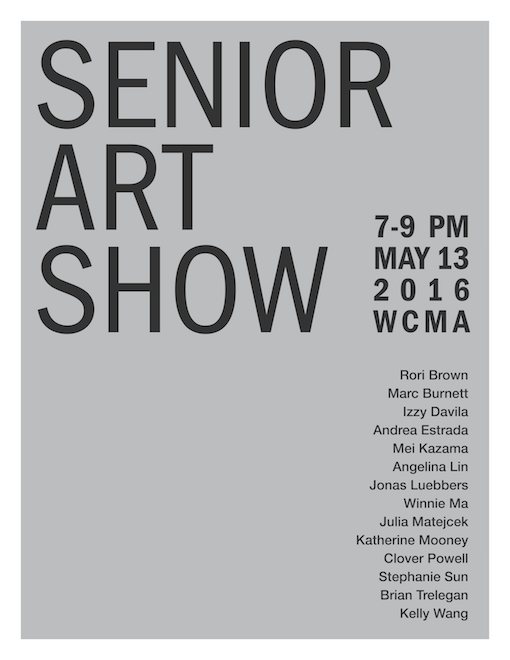 SENIOR
ART
SHOW
7-9 PM
MAY 13
2016
WCMA
Rori Brown
Marc Burnett
Izzy Davila
Andrea Estrada
Mei Kazama
Angelina Lin
Jonas Luebbers
Winnie Ma
Julia Matejcek
Katherine Mooney
Clover Powell
Stephanie Sun
Brian Trelegan
Kelly Wang